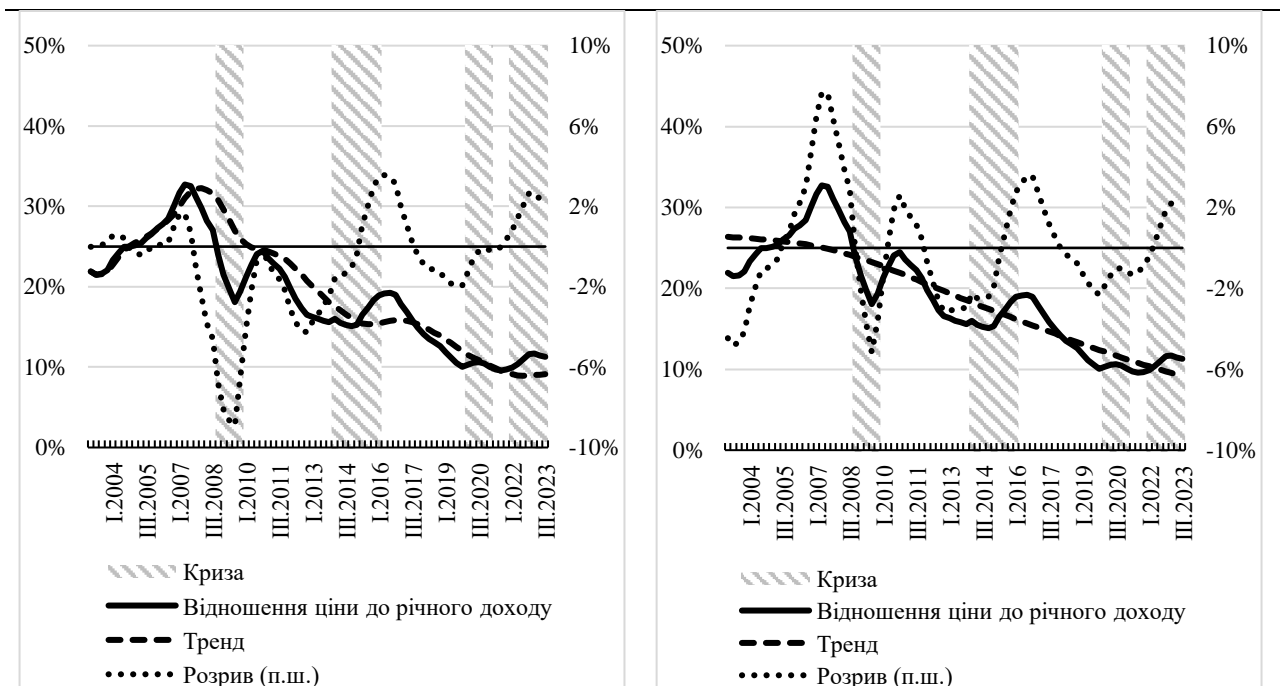 50%
40%
30%
20%
10%
0%
10%
6%
2%
-2%
-6%
-10%
I.2004
III.2005
I.2007
III.2008
I.2010
III.2011
I.2013
III.2014
I.2016
III.2017
I.2019
III.2020
I.2022
III.2023
Криза
Відношення ціни до річного доходу
Тренд
Розрив (п.ш.)
50%
40%
30%
20%
10%
0%
10%
6%
2%
-2%
-6%
-10%
I.2004
III.2005
I.2007
III.2008
I.2010
III.2011
I.2013
III.2014
I.2016
III.2017
I.2019
III.2020
I.2022
III.2023
Криза
Відношення ціни до річного доходу
Тренд
Розрив (п.ш.)